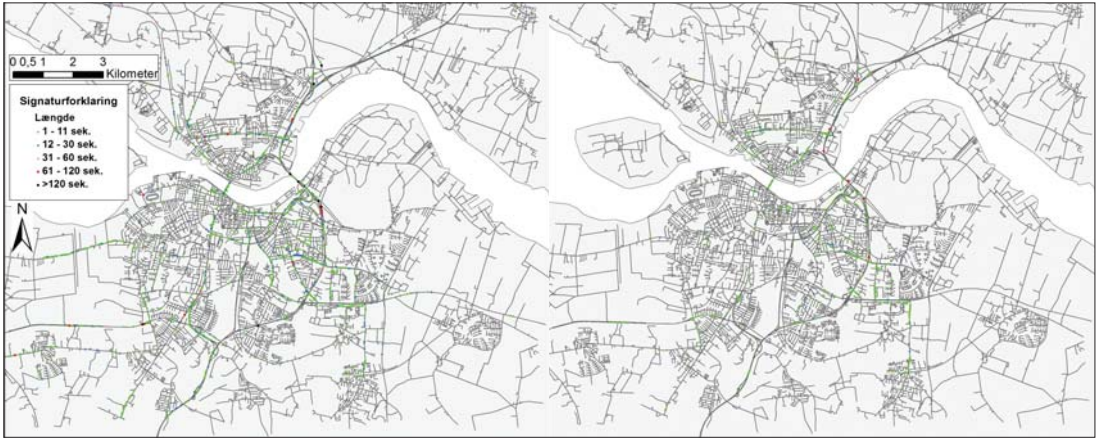 0 0,5 1 2 3
Kilometer
Signaturforklaring
Længde
1 - 11 sek.
12 - 30 sek.
31 - 60 sek.
61 - 120 sek.
>120 sek.
N